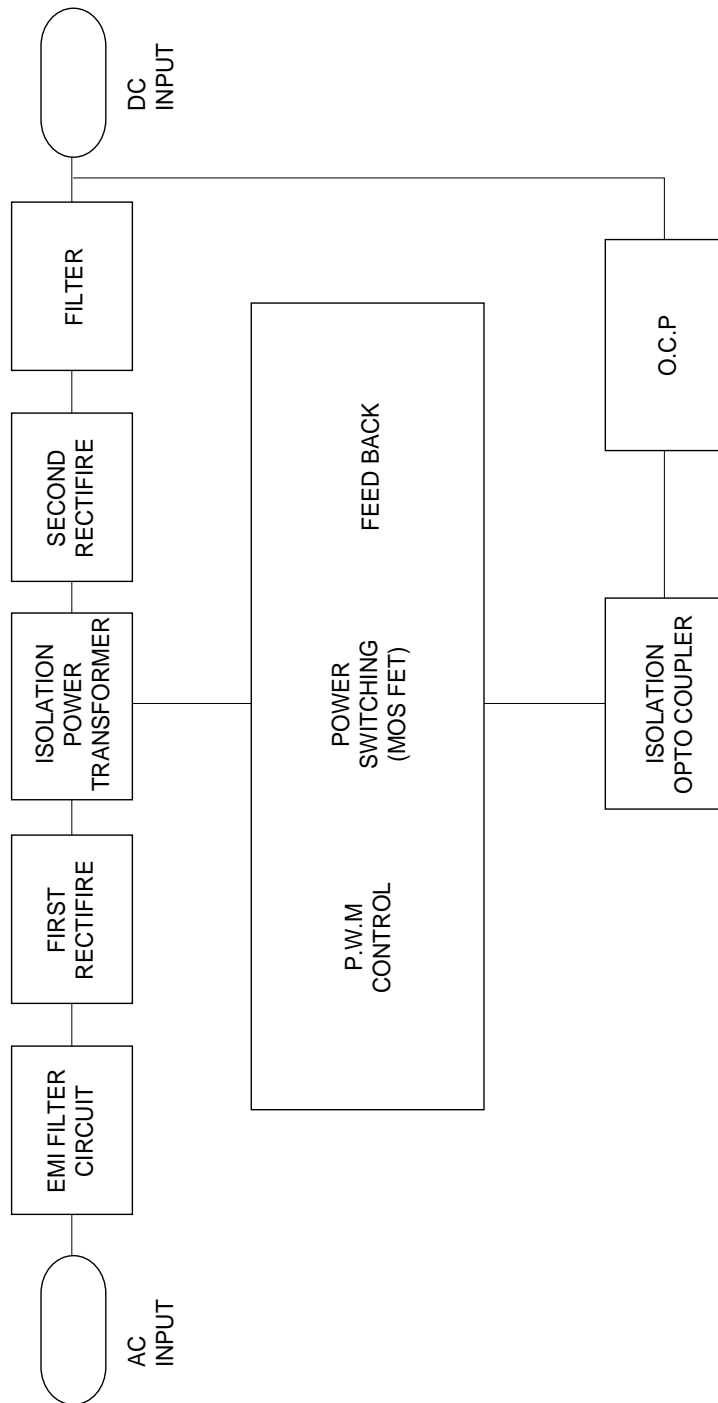 AC
INPUT
EMI FILTER
CIRCUIT
FIRST
RECTIFIRE
ISOLATION
POWER
TRANSFORMER
SECOND
RECTIFIRE
FILTER
DC
INPUT
P.W.M
CONTROL
POWER
SWITCHING
(MOS FET)
FEED BACK
ISOLATION
OPTO COUPLER
O.C.P